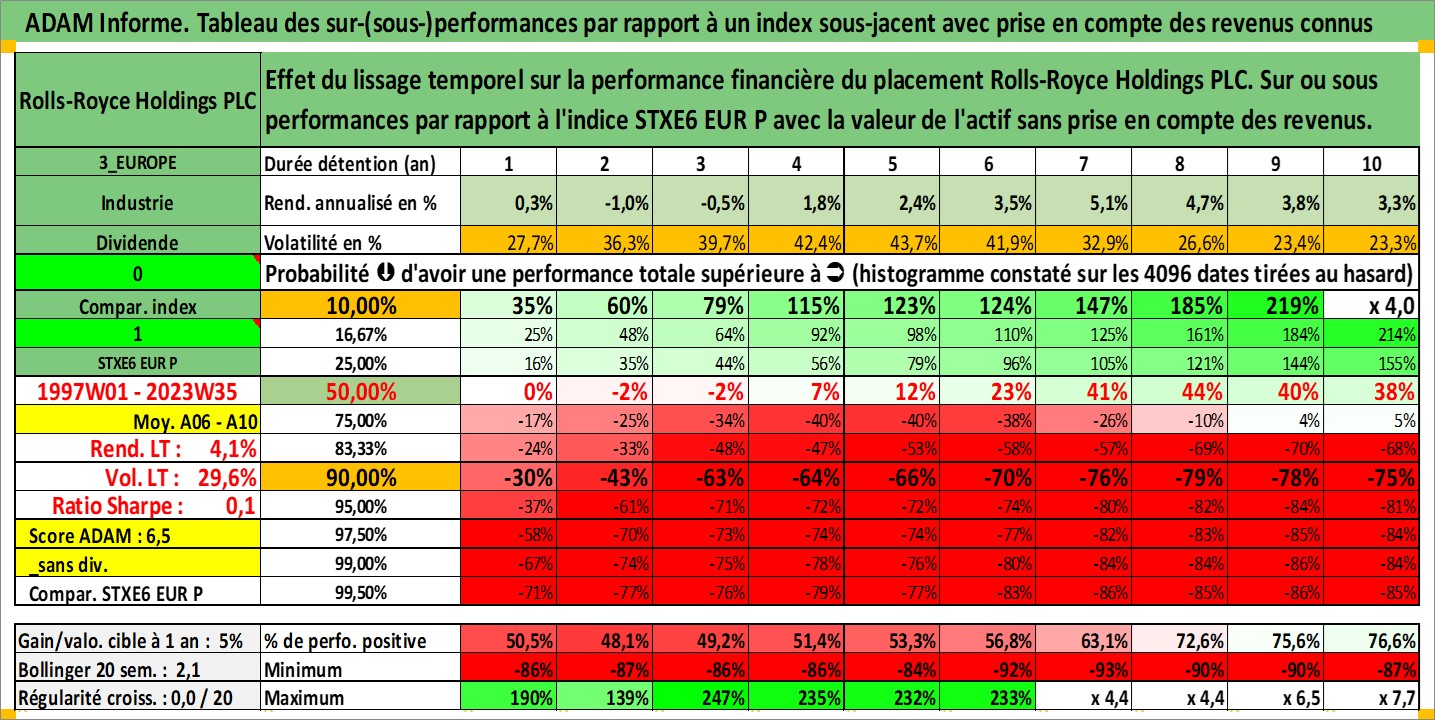 ADAM Informe. Tableau des sur-(sous-)performances par rapport à un index sous-jacent avec prise en compte des revenus connus
Rolls-Royce Holdings PLC
Effet du lissage temporel sur la performance financière du placement Rolls-Royce Holdings PLC. Sur ou sous
performances par rapport à l'indice STXE6 EUR P avec la valeur de l'actif sans prise en compte des revenus.
3_EUROPE Durée détention (an) 1 2 3 4 5 6 7 8 9 10
Industrie Rend. annualisé en % 0,3% -1,0% -0,5% 1,8% 2,4% 3,5% 5,1% 4,7% 3,8% 3,3%
Dividende Volatilité en % 27,7% 36,3% 39,7% 42,4% 43,7% 41,9% 32,9% 26,6% 23,4% 23,3%
0 Probabilité d'avoir une performance totale supérieure à (histogramme constaté sur les 4096 dates tirées au hasard)
Compar. index 10,00% 35% 60% 79% 115% 123% 124% 147% 185% 219% x 4,0
1 16,67% 25% 48% 64% 92% 98% 110% 125% 161% 184% 214%
STXE6 EUR P 25,00% 16% 35% 44% 56% 79% 96% 105% 121% 144% 155%
1997W01 - 2023W35 50,00% 0% -2% -2% 7% 12% 23% 41% 44% 40% 38%
Moy. A06 - A10 75,00% -17% -25% -34% -40% -40% -38% -26% -10% 4% 5%
Rend. LT : 4,1% 83,33% -24% -33% -48% -47% -53% -58% -57% -69% -70% -68%
Vol. LT : 29,6% 90,00% -30% -43% -63% -64% -66% -70% -76% -79% -78% -75%
Ratio Sharpe : 0,1 95,00% -37% -61% -71% -72% -72% -74% -80% -82% -84% -81%
Score ADAM : 6,5 97,50% -58% -70% -73% -74% -74% -77% -82% -83% -85% -84%
_sans div. 99,00% -67% -74% -75% -78% -76% -80% -84% -84% -86% -84%
Compar. STXE6 EUR P 99,50% -71% -77% -76% -79% -77% -83% -86% -85% -86% -85%
Gain/valo. cible à 1 an : 5% % de perfo. positive 50,5% 48,1% 49,2% 51,4% 53,3% 56,8% 63,1% 72,6% 75,6% 76,6%
Bollinger 20 sem. : 2,1 Minimum -86% -87% -86% -86% -84% -92% -93% -90% -90% -87%
Régularité croiss. : 0,0 / 20 Maximum 190% 139% 247% 235% 232% 233% x 4,4 x 4,4 x 6,5 x 7,7